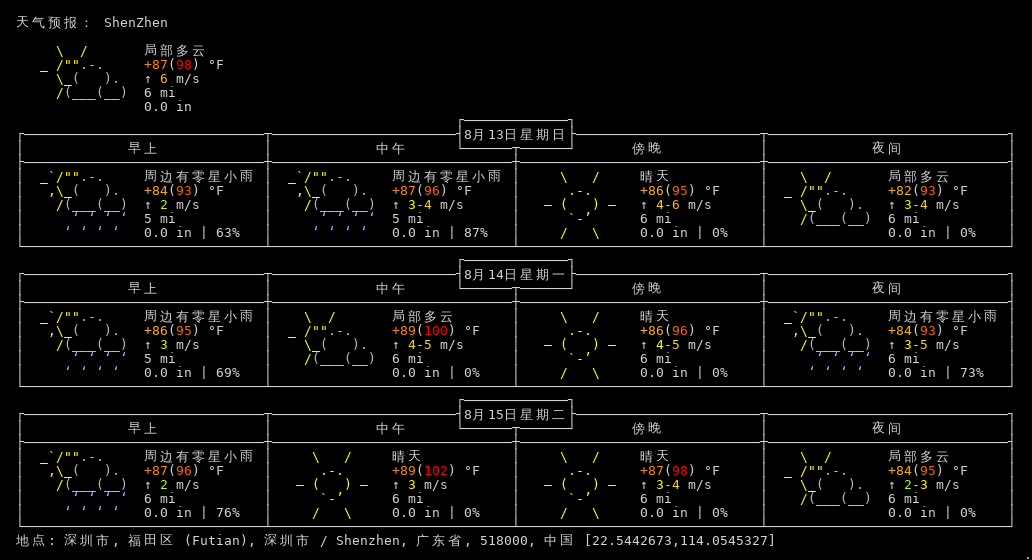 天气预报： ShenZhen
局部多云
+87(98) °F
↑ 6 m/s
6 mi
0.0 in
8月13日星期日
早上 中午 傍晚 夜间
周边有零星小雨 周边有零星小雨 晴天 局部多云
+84(93) °F +87(96) °F +86(95) °F +82(93) °F
↑ 2 m/s ↑ 3-4 m/s ↑ 4-6 m/s ↑ 3-4 m/s
5 mi 5 mi 6 mi 6 mi
0.0 in | 63% 0.0 in | 87% 0.0 in | 0% 0.0 in | 0%
8月14日星期一
早上 中午 傍晚 夜间
周边有零星小雨 局部多云 晴天 周边有零星小雨
+86(95) °F +89(100) °F +86(96) °F +84(93) °F
↑ 3 m/s ↑ 4-5 m/s ↑ 4-5 m/s ↑ 3-5 m/s
5 mi 6 mi 6 mi 6 mi
0.0 in | 69% 0.0 in | 0% 0.0 in | 0% 0.0 in | 73%
8月15日星期二
早上 中午 傍晚 夜间
周边有零星小雨 晴天 晴天 局部多云
+87(96) °F +89(102) °F +87(98) °F +84(95) °F
↑ 2 m/s ↑ 3 m/s ↑ 3-4 m/s ↑ 2-3 m/s
6 mi 6 mi 6 mi 6 mi
0.0 in | 76% 0.0 in | 0% 0.0 in | 0% 0.0 in | 0%
地点: 深圳市, 福田区 (Futian), 深圳市 / Shenzhen, 广东省, 518000, 中国 [22.5442673,114.0545327]